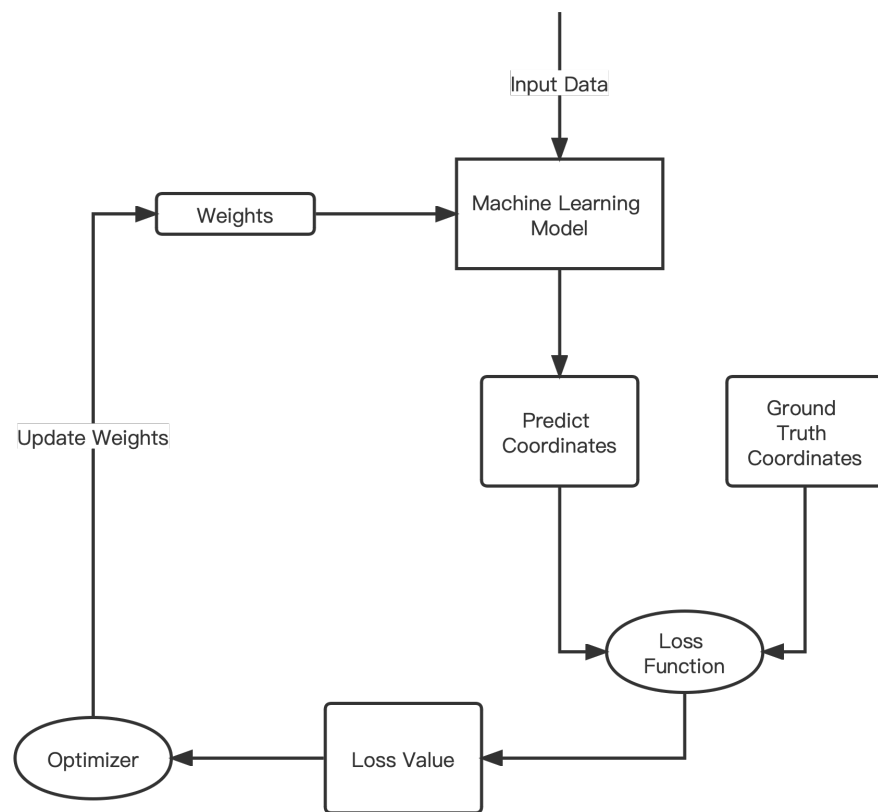 Input Data
Weights
Machine Learning
Model
Update Weights
Predict
Coordinates
Ground
Truth
Coordinates
Loss
Function
Optimizer
Loss Value